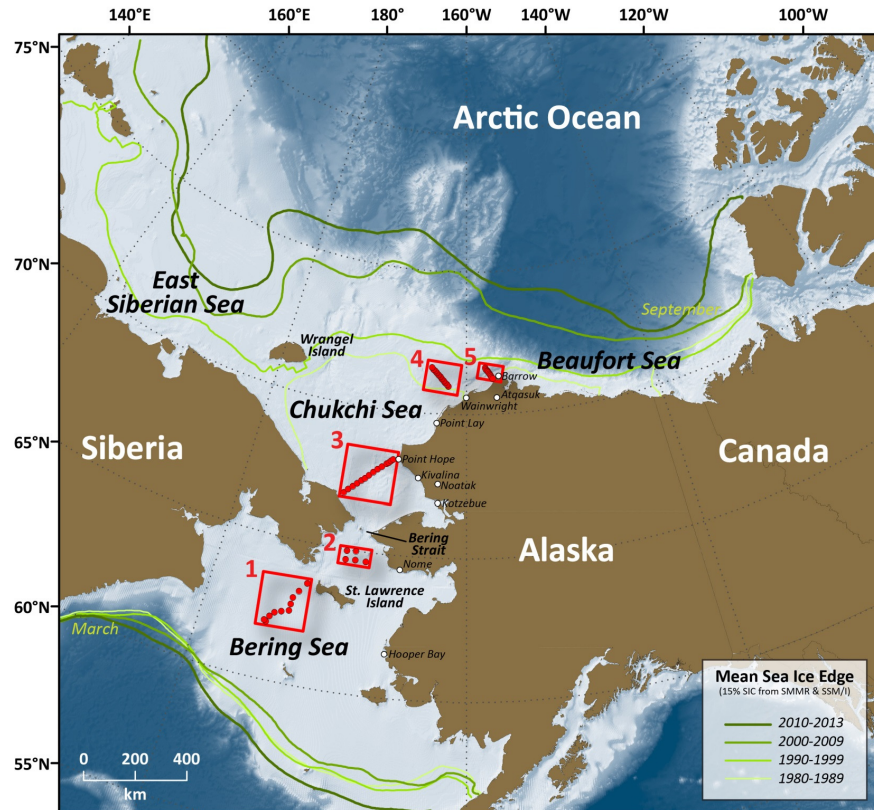 140°E 160°E 180° 160°W 140°W 120°W 100°W
75°N
70°N
65°N
60°N
55°N
Arctic Ocean
East
Siberian Sea
September
Wrangel
Island
4
5
Beaufort Sea
Barrow
Atqasuk
Wainwright
Chukchi Sea
Point Lay
Siberia
3
Point Hope
Kivalina
Noatak
Kotzebue
Canada
Bering
Strait
Alaska
2
Nome
1
St. Lawrence
Island
March
Bering Sea
Hooper Bay
0 200 400
km
Mean Sea Ice Edge
(15% SIC from SMMR & SSM/I)
2010-2013
2000-2009
1990-1999
1980-1989